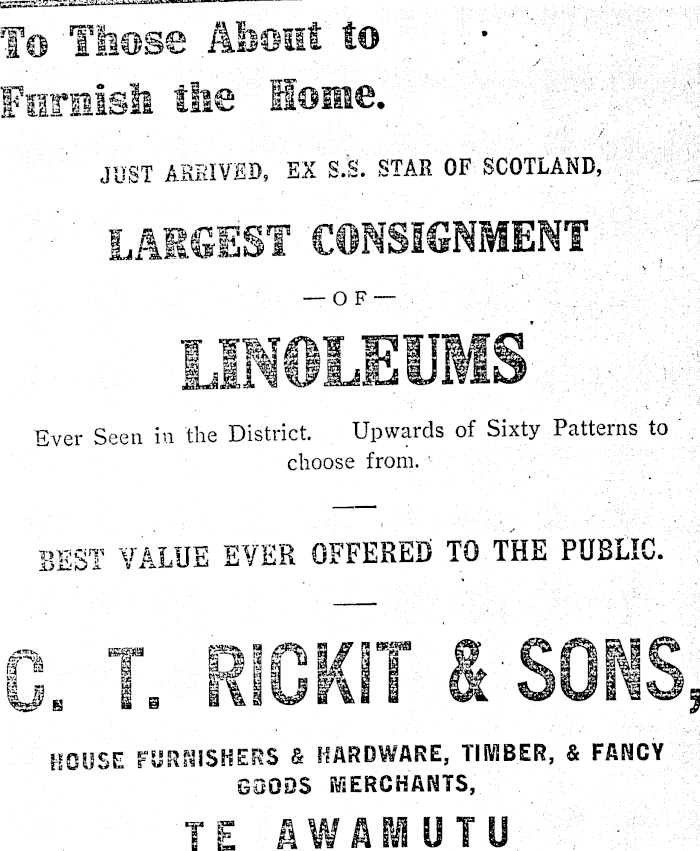 To Those About to
Furnish the Home.
JUST ARRIVED, EX S.S. STAR OF SCOTLAND,
LARGEST CONSIGNMENT
—OF—
LINOLEUMS
Ever Seen in the District. Upwards of Sixty Patterns to
choose from.
BEST VALUE EVER OFFERED TO THE PUBLIC.
C. T. RICKIT & SONS,
HOUSE FURNISHERS & HARDWARE, TIMBER, & FANCY
GOODS MERCHANTS,
TE AWAMUTU